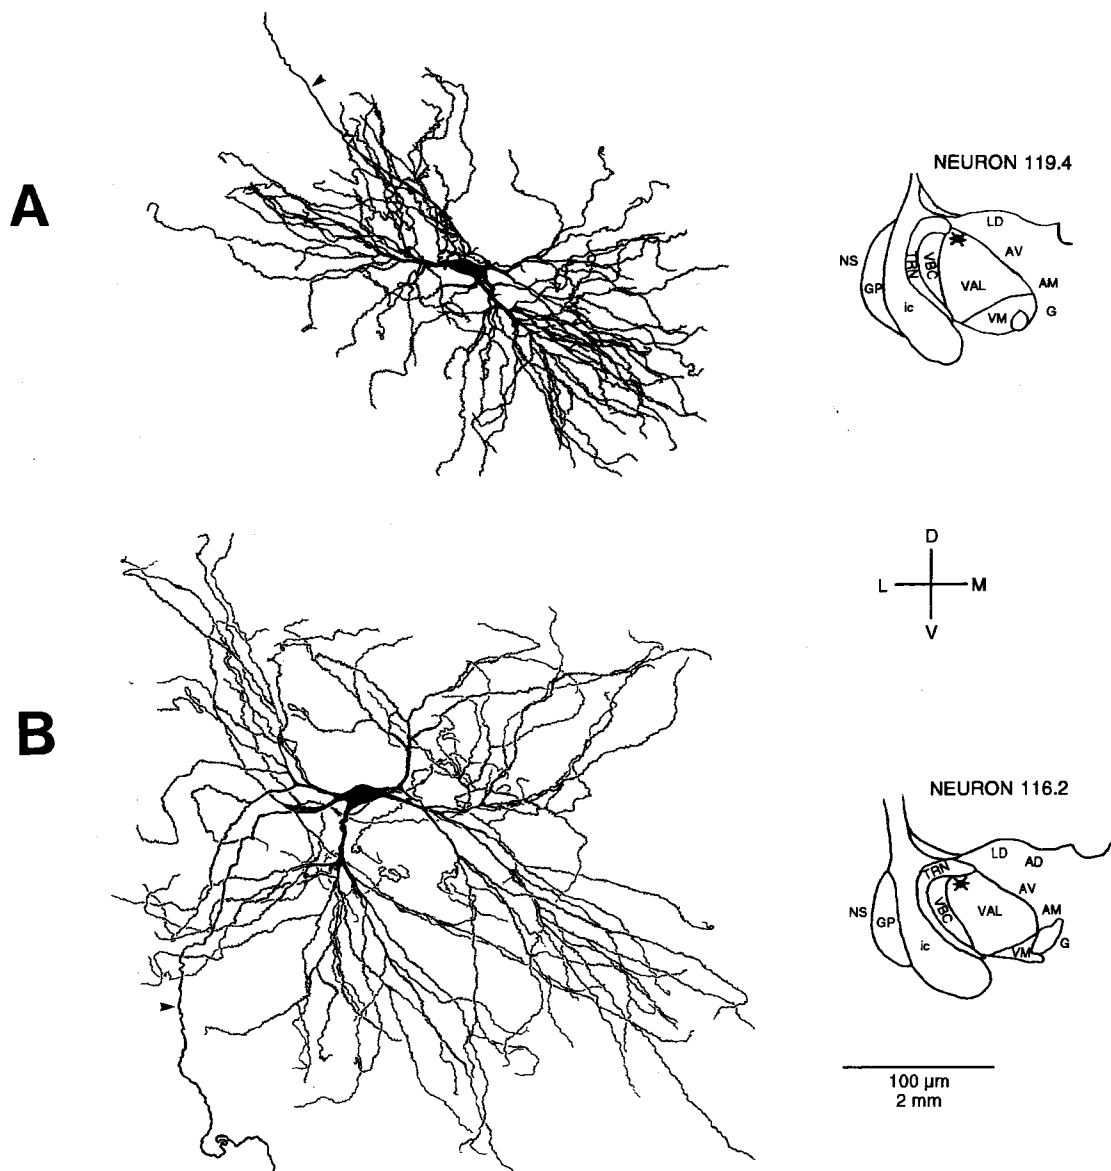 A
NEURON 119.4
LD
NS
TRN
VBC
AV
GP
ic
VAL
AM
VM
G
D
L
M
V
B
NEURON 116.2
LD
AD
TRN
NS
GP
VBC
VAL
AV
AM
ic
VM
G
100 µm
2 mm